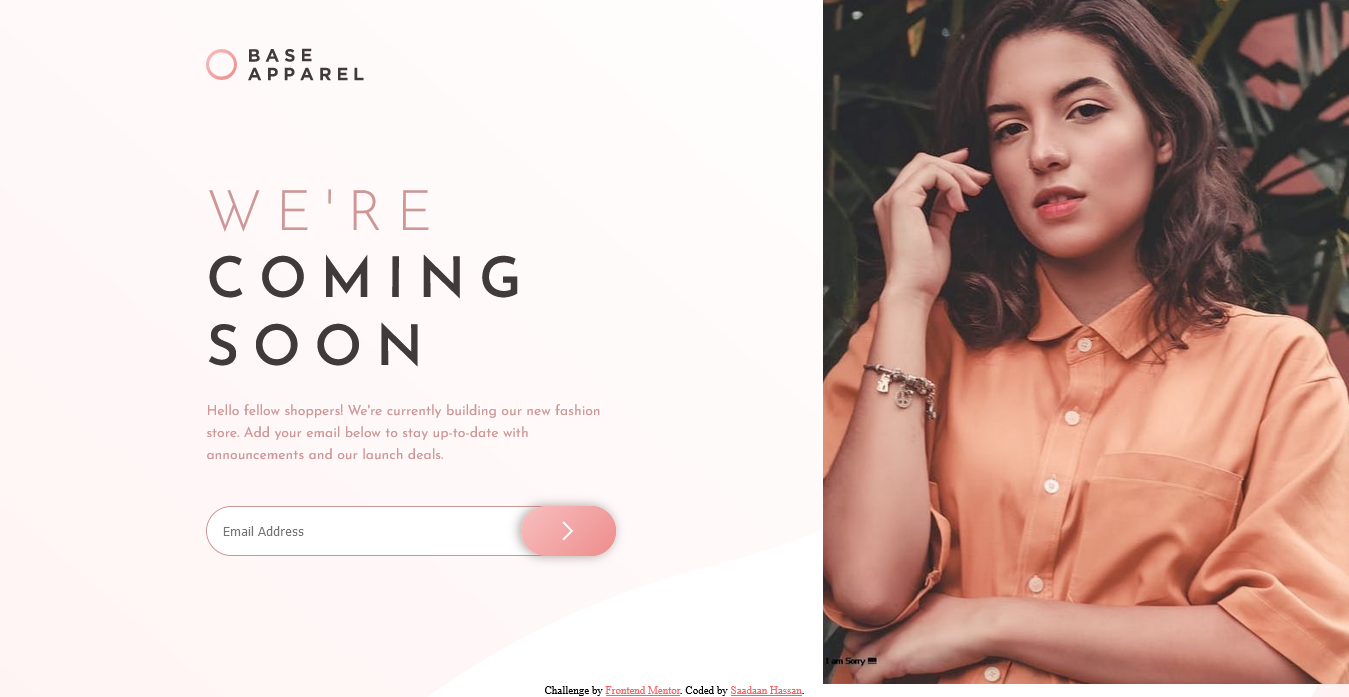 BASE
APPAREL
WE'RE
COMING
SOON
Hello fellow shoppers! We're currently building our new fashion
store. Add your email below to stay up-to-date with
announcements and our launch deals.
Email Address
I am Sorry !!!!
Challenge by Frontend Mentor. Coded by Saadaan Hassan.